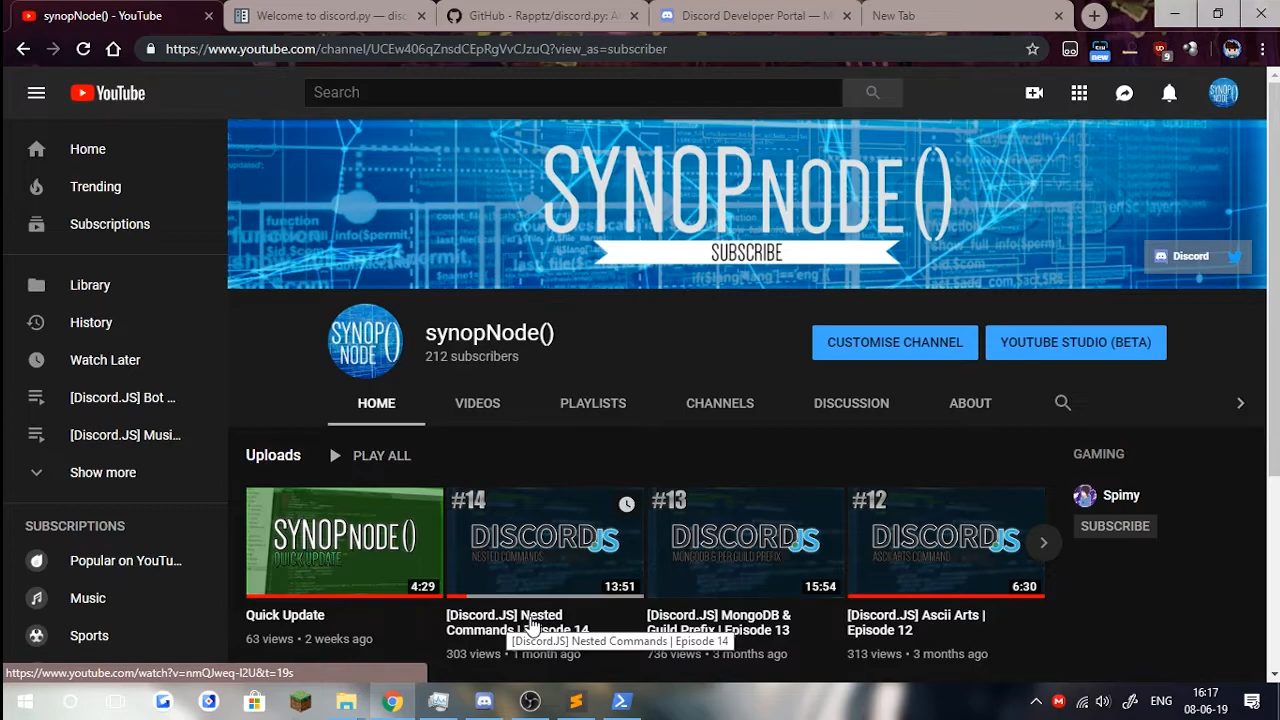 synopNode() - YouTube
Welcome to discord.py — disc
GitHub - Rapptz/discord.py: A
Discord Developer Portal — M
New Tab
https://www.youtube.com/channel/UCEw406qZnsdCEpRgVvCJzuQ?view_as=subscriber
new
9
YouTube
Search
Home
Trending
Subscriptions
Library
History
Watch Later
[Discord.JS] Bot ...
[Discord.JS] Musi...
Show more
SUBSCRIPTIONS
Popular on YouTu...
Music
Sports
SYNOPNODE()
SUBSCRIBE
Discord
SYNOP()
NODE
synopNode()
212 subscribers
CUSTOMISE CHANNEL
YOUTUBE STUDIO (BETA)
HOME
VIDEOS
PLAYLISTS
CHANNELS
DISCUSSION
ABOUT
Uploads
PLAY ALL
SYNOPNODE()
QUICK UPDATE
4:29
Quick Update
63 views • 2 weeks ago
#14
DISCORDJS
NESTED COMMANDS
13:51
[Discord.JS] Nested
Commands | Episode 14
[Discord.JS] Nested Commands | Episode 14
303 views • 1 month ago
#13
DISCORDJS
MONGODB & PER GUILD PREFIX
15:54
[Discord.JS] MongoDB &
Guild Prefix | Episode 13
736 views • 3 months ago
#12
DISCORDJS
ASCII ARTS COMMAND
6:30
[Discord.JS] Ascii Arts |
Episode 12
313 views • 3 months ago
GAMING
Spimy
SUBSCRIBE
https://www.youtube.com/watch?v=nmQJweq-I2U&t=19s
ENG
16:17
08-06-19